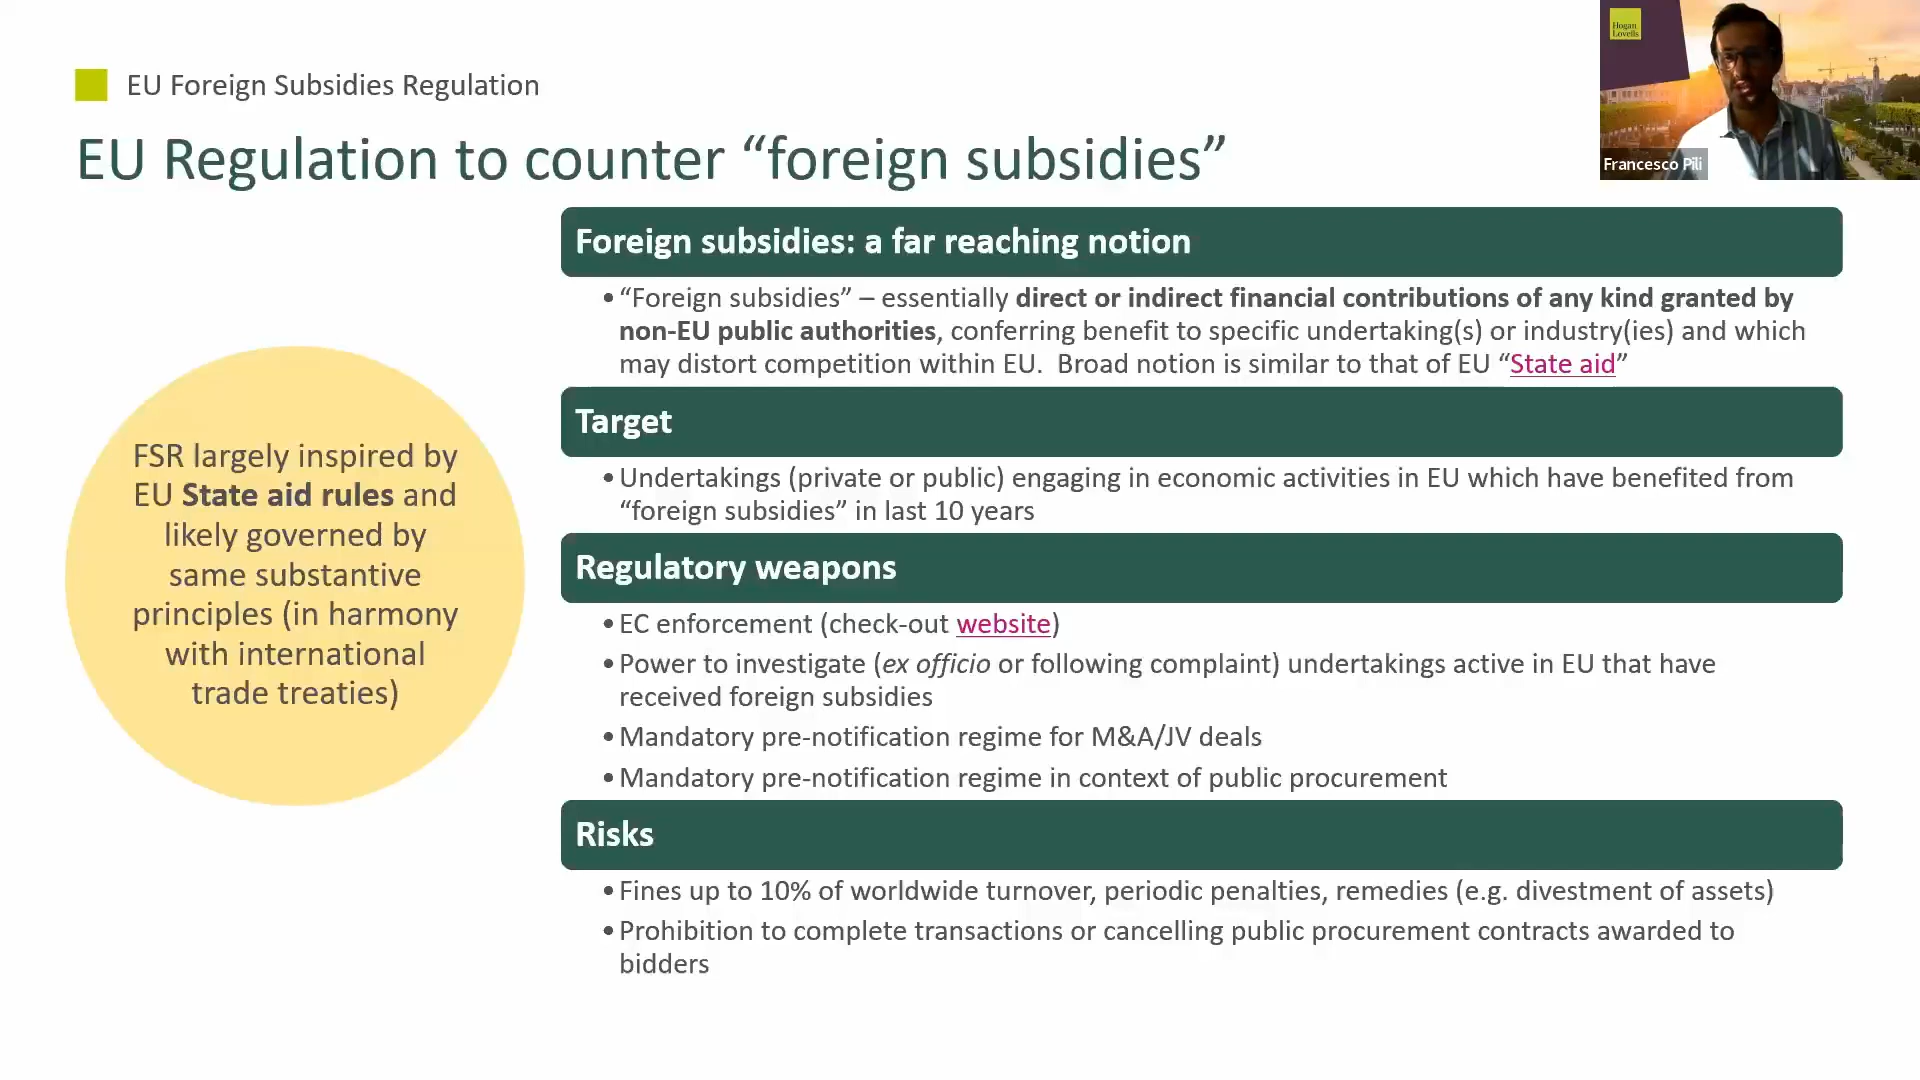 EU Foreign Subsidies Regulation
EU Regulation to counter “foreign subsidies”
Hogan
Lovells
Francesco Pili
FSR largely inspired by
EU State aid rules and
likely governed by
same substantive
principles (in harmony
with international
trade treaties)
Foreign subsidies: a far reaching notion
•“Foreign subsidies” – essentially direct or indirect financial contributions of any kind granted by
non-EU public authorities, conferring benefit to specific undertaking(s) or industry(ies) and which
may distort competition within EU.  Broad notion is similar to that of EU “State aid”
Target
•Undertakings (private or public) engaging in economic activities in EU which have benefited from
“foreign subsidies” in last 10 years
Regulatory weapons
•EC enforcement (check-out website)
•Power to investigate (ex officio or following complaint) undertakings active in EU that have
received foreign subsidies
•Mandatory pre-notification regime for M&A/JV deals
•Mandatory pre-notification regime in context of public procurement
Risks
•Fines up to 10% of worldwide turnover, periodic penalties, remedies (e.g. divestment of assets)
•Prohibition to complete transactions or cancelling public procurement contracts awarded to
bidders